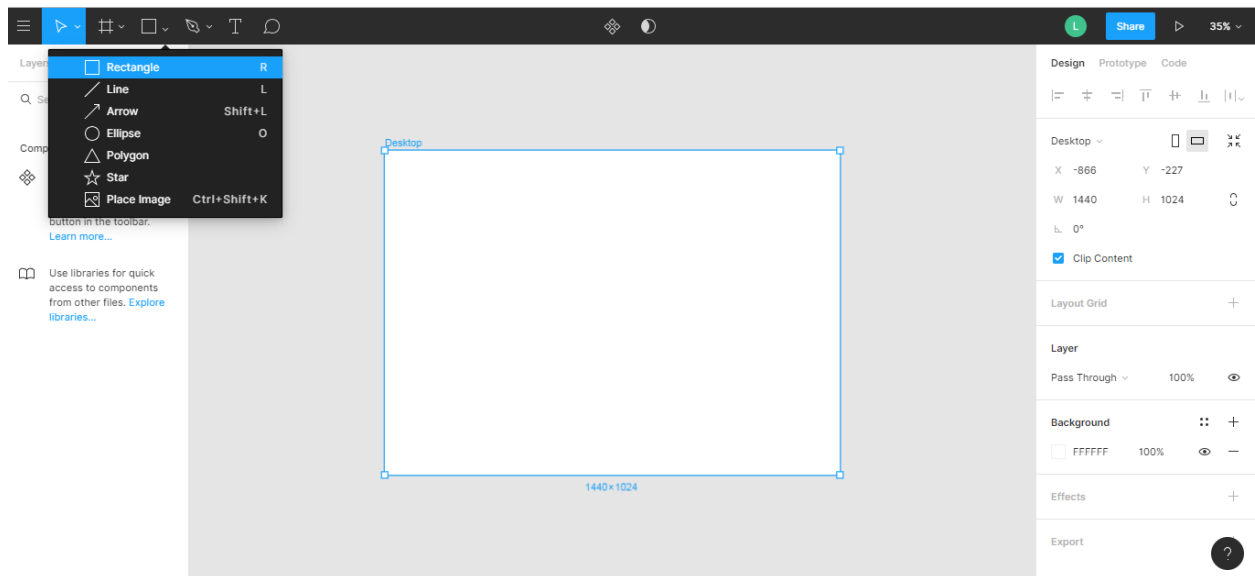 L
Share
35%
Layer
Rectangle R
Line L
Arrow Shift+L
Ellipse O
Polygon
Star
Place Image Ctrl+Shift+K
Se
Comp
button in the toolbar.
Learn more...
Use libraries for quick
access to components
from other files. Explore
libraries...
Desktop
1440×1024
Design Prototype Code
Desktop
X -866 Y -227
W 1440 H 1024
0°
Clip Content
Layout Grid
Layer
Pass Through 100%
Background
FFFFFF 100%
Effects
Export
?